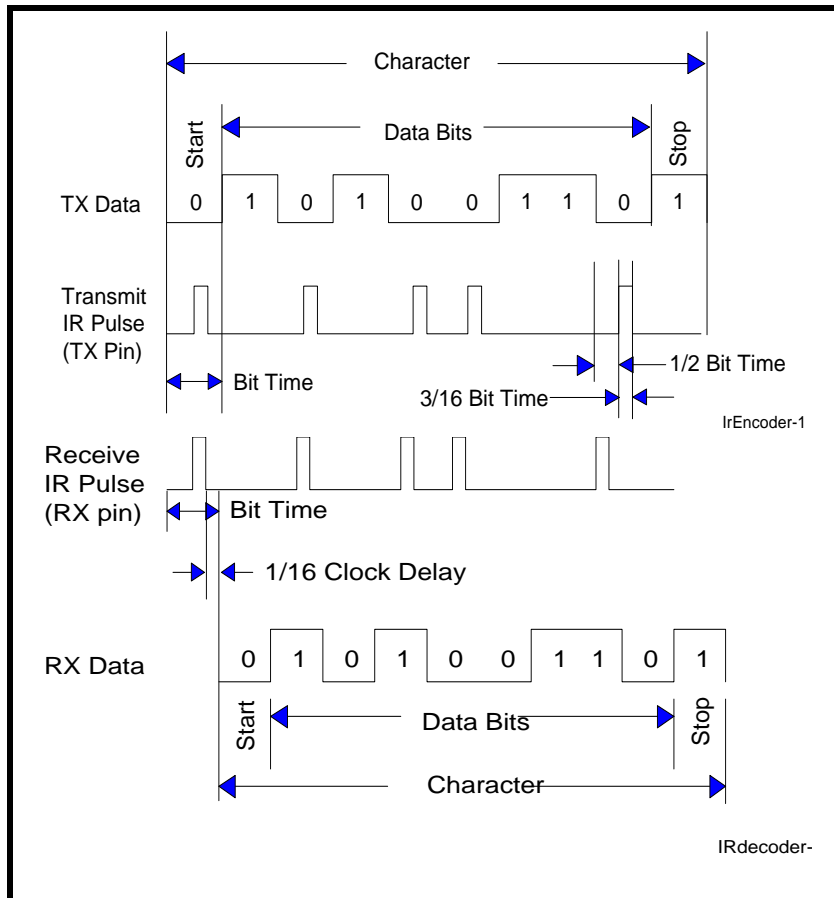 Character
Start
Data Bits
Stop
TX Data
0 1 0 1 0 0 1 1 0 1
Transmit
IR Pulse
(TX Pin)
Bit Time
1/2 Bit Time
3/16 Bit Time
IrEncoder-1
Receive
IR Pulse
(RX pin)
Bit Time
1/16 Clock Delay
RX Data
0 1 0 1 0 0 1 1 0 1
Start
Data Bits
Stop
Character
IRdecoder-